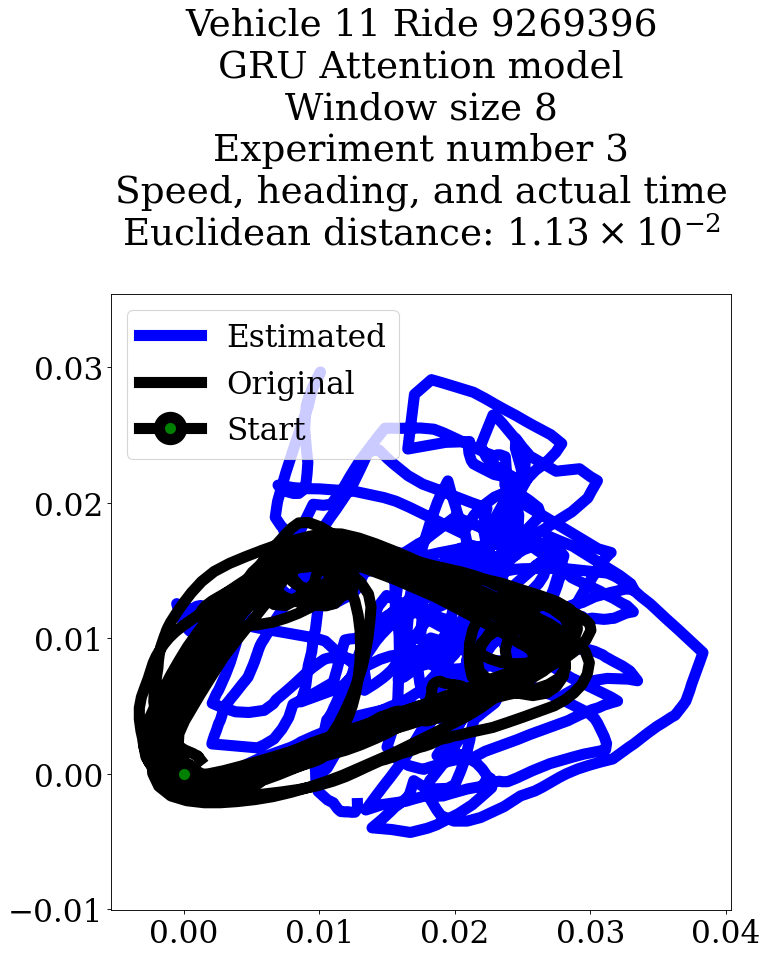 Vehicle 11 Ride 9269396
GRU Attention model
Window size 8
Experiment number 3
Speed, heading, and actual time
Euclidean distance: 1.13 × 10⁻²
Estimated
Original
Start
0.03
0.02
0.01
0.00
−0.01
0.00 0.01 0.02 0.03 0.04